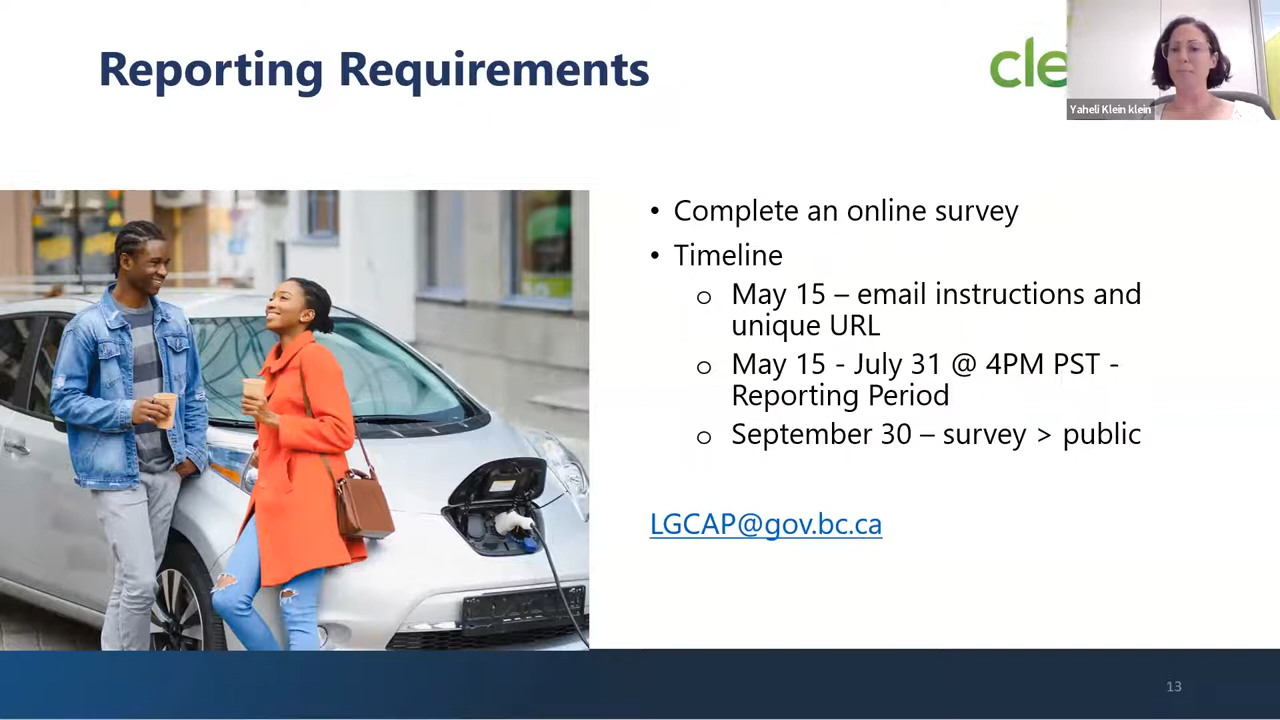 Reporting Requirements
cle
Yaheli Klein klein
• Complete an online survey
• Timeline
o May 15 – email instructions and
unique URL
o May 15 - July 31 @ 4PM PST -
Reporting Period
o September 30 – survey > public
LGCAP@gov.bc.ca
13